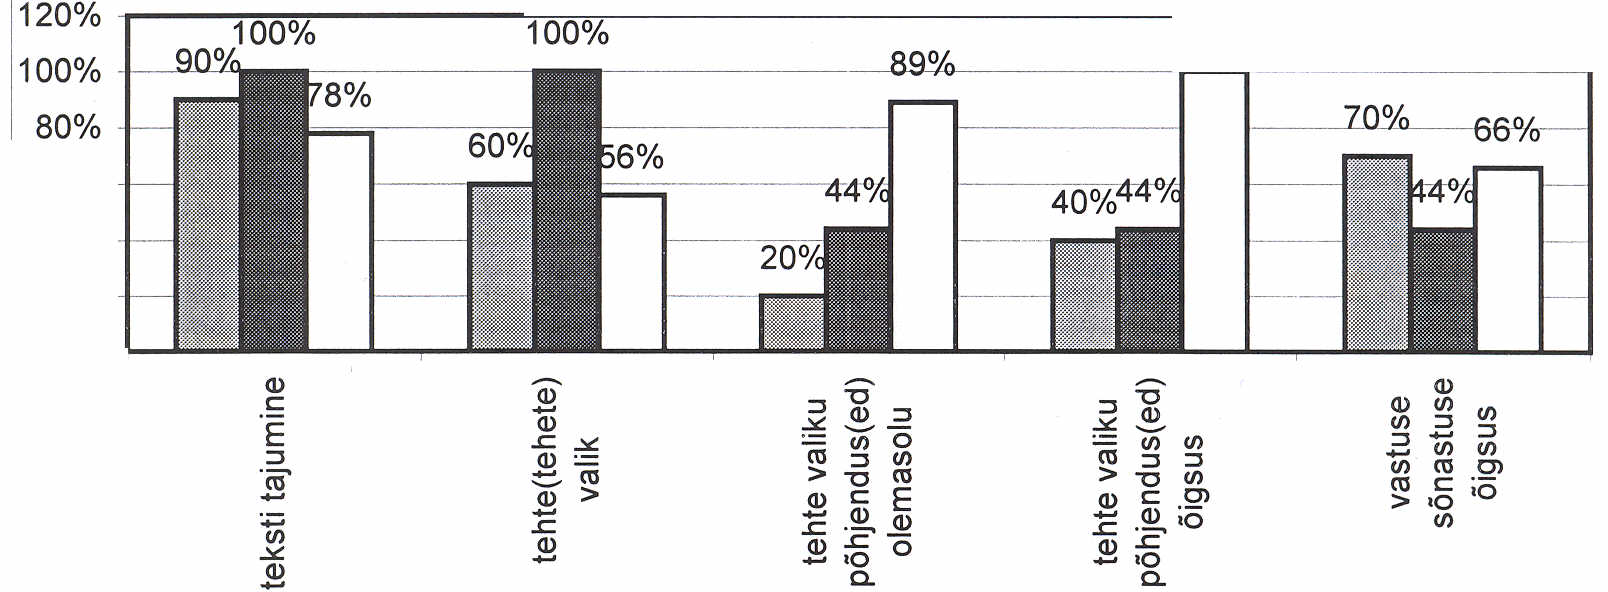 120%
100%
80%
90%
100%
78%
60%
100%
56%
20%
44%
89%
40%
44%
70%
44%
66%
teksti tajumine
tehte(tehete)
valik
tehte valiku
põhjendus(ed)
olemasolu
tehte valiku
põhjendus(ed)
õigsus
vastuse
sõnastuse
õigsus